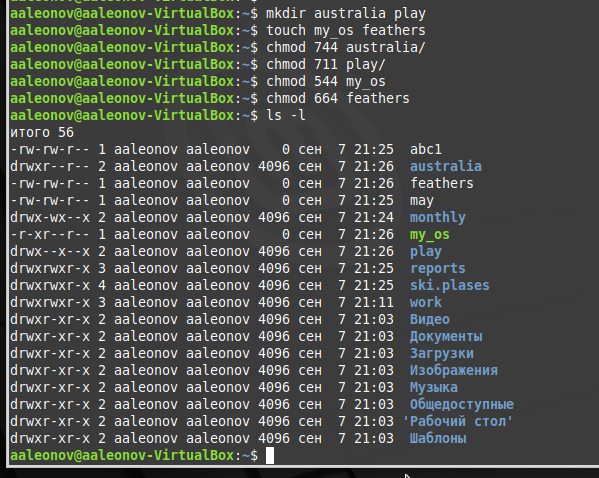 aaleonov@aaleonov-VirtualBox:~$ mkdir australia play
aaleonov@aaleonov-VirtualBox:~$ touch my_os feathers
aaleonov@aaleonov-VirtualBox:~$ chmod 744 australia/
aaleonov@aaleonov-VirtualBox:~$ chmod 711 play/
aaleonov@aaleonov-VirtualBox:~$ chmod 544 my_os
aaleonov@aaleonov-VirtualBox:~$ chmod 664 feathers
aaleonov@aaleonov-VirtualBox:~$ ls -l
итого 56
-rw-rw-r-- 1 aaleonov aaleonov    0 сен  7 21:25  abc1
drwxr--r-- 2 aaleonov aaleonov 4096 сен  7 21:26  australia
-rw-rw-r-- 1 aaleonov aaleonov    0 сен  7 21:26  feathers
-rw-rw-r-- 1 aaleonov aaleonov    0 сен  7 21:25  may
drwx-wx--x 2 aaleonov aaleonov 4096 сен  7 21:24  monthly
-r-xr--r-- 1 aaleonov aaleonov    0 сен  7 21:26  my_os
drwx--x--x 2 aaleonov aaleonov 4096 сен  7 21:26  play
drwxrwxr-x 3 aaleonov aaleonov 4096 сен  7 21:25  reports
drwxrwxr-x 4 aaleonov aaleonov 4096 сен  7 21:25  ski.plases
drwxrwxr-x 3 aaleonov aaleonov 4096 сен  7 21:11  work
drwxr-xr-x 2 aaleonov aaleonov 4096 сен  7 21:03  Видео
drwxr-xr-x 2 aaleonov aaleonov 4096 сен  7 21:03  Документы
drwxr-xr-x 2 aaleonov aaleonov 4096 сен  7 21:03  Загрузки
drwxr-xr-x 2 aaleonov aaleonov 4096 сен  7 21:03  Изображения
drwxr-xr-x 2 aaleonov aaleonov 4096 сен  7 21:03  Музыка
drwxr-xr-x 2 aaleonov aaleonov 4096 сен  7 21:03  Общедоступные
drwxr-xr-x 2 aaleonov aaleonov 4096 сен  7 21:03 'Рабочий стол'
drwxr-xr-x 2 aaleonov aaleonov 4096 сен  7 21:03  Шаблоны
aaleonov@aaleonov-VirtualBox:~$